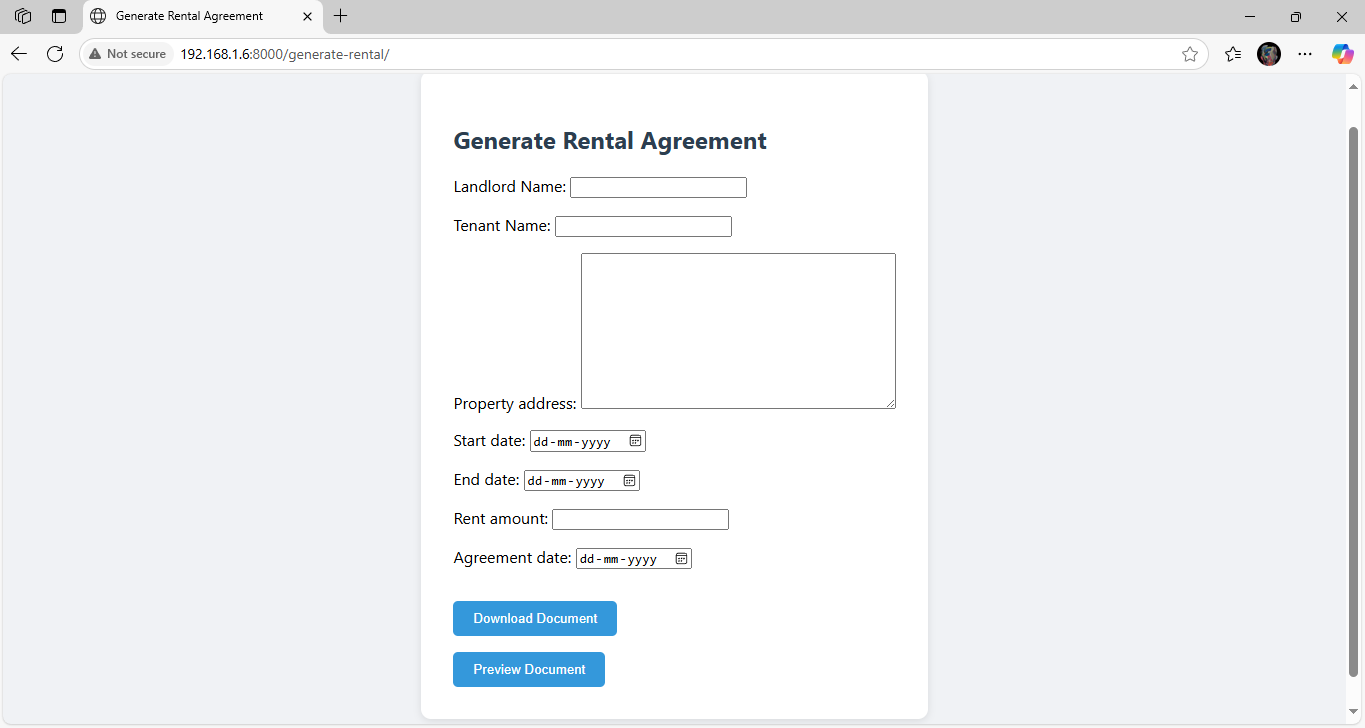 Generate Rental Agreement
Not secure 192.168.1.6:8000/generate-rental/
Generate Rental Agreement
Landlord Name:
Tenant Name:
Property address:
Start date: dd-mm-yyyy
End date: dd-mm-yyyy
Rent amount:
Agreement date: dd-mm-yyyy
Download Document
Preview Document